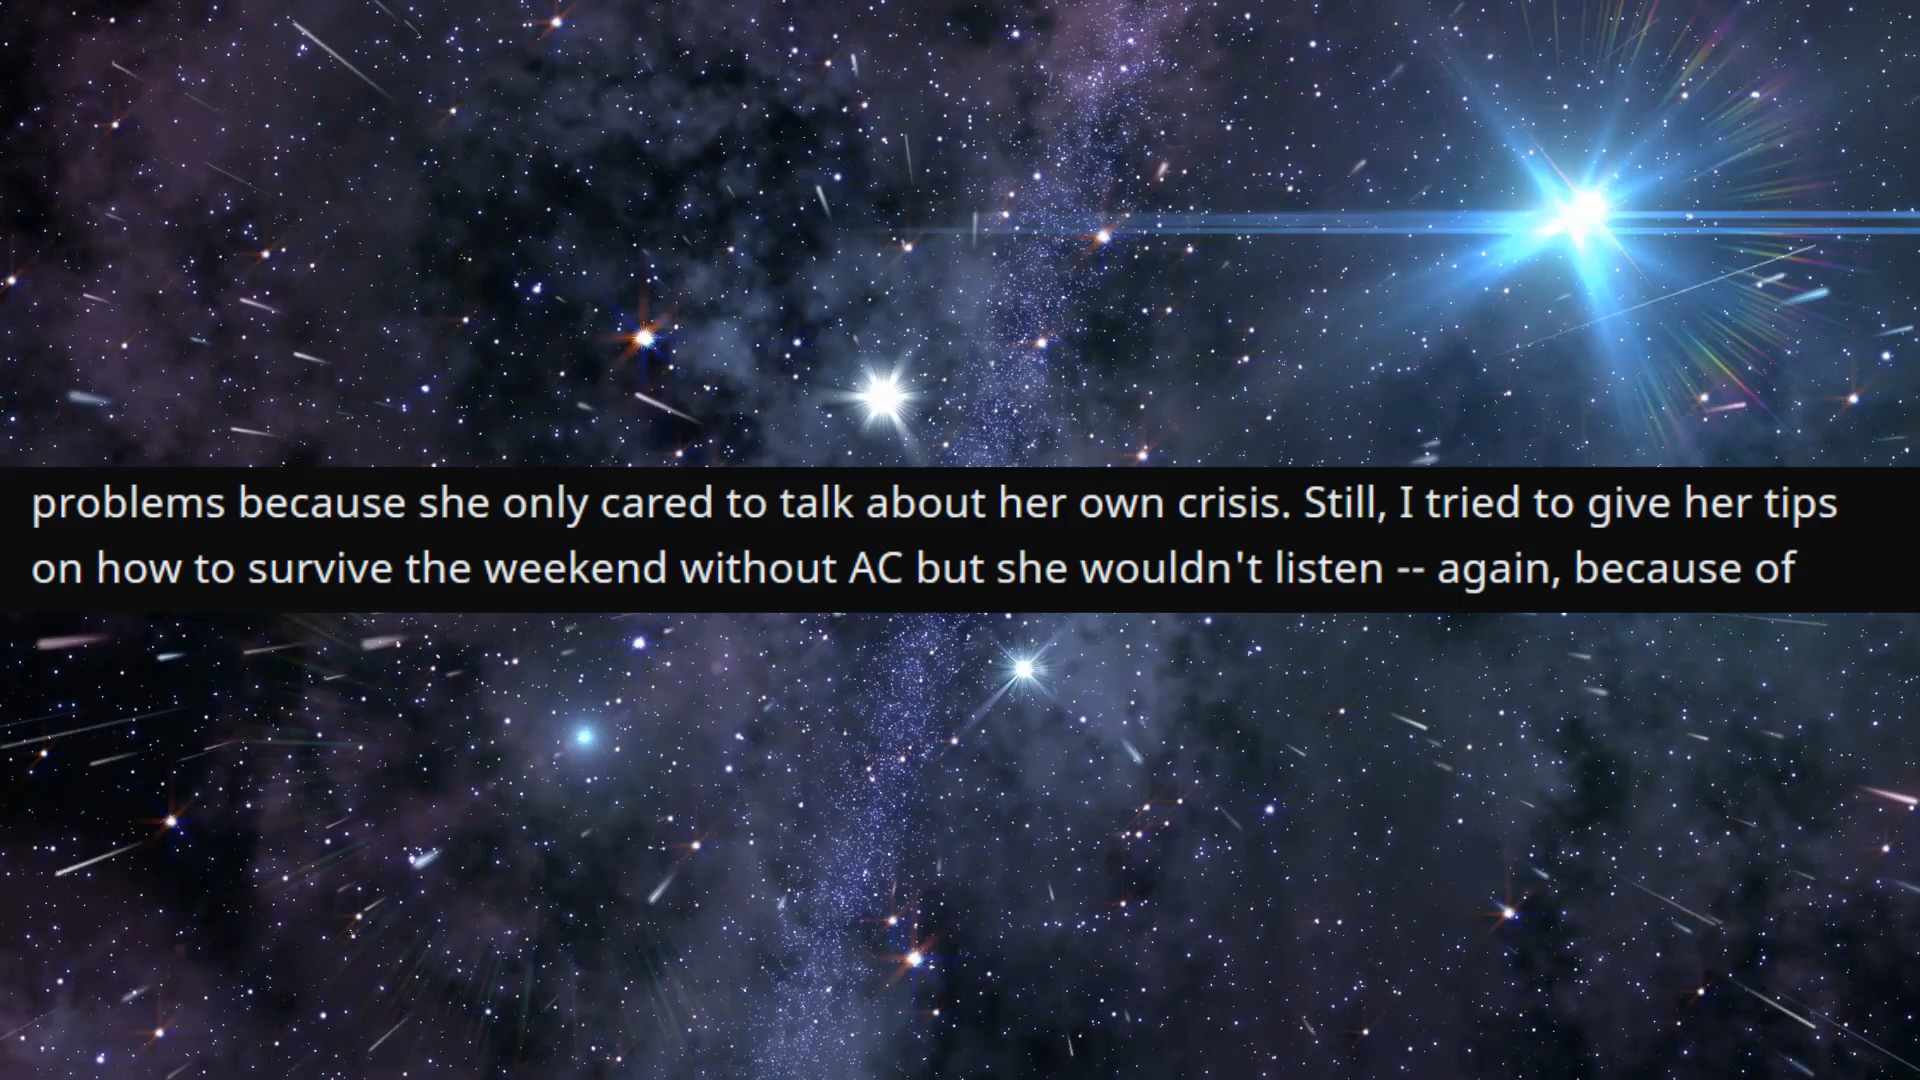 problems because she only cared to talk about her own crisis. Still, I tried to give her tips
on how to survive the weekend without AC but she wouldn't listen -- again, because of